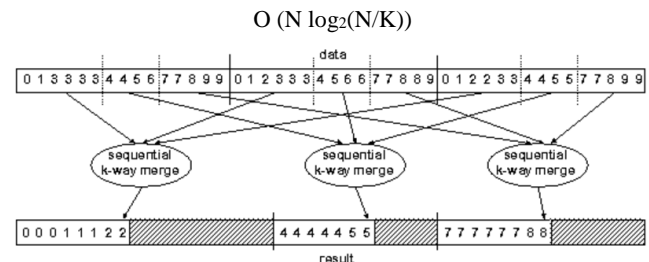 O (N log₂(N/K))
data
0 1 3 3 3 3 4 4 5 6 7 7 8 9 9 0 1 2 3 3 3 4 5 6 6 7 7 8 8 9 0 1 2 2 3 3 4 4 5 5 7 7 8 9 9
sequential k-way merge
sequential k-way merge
sequential k-way merge
0 0 0 1 1 1 2 2 4 4 4 4 4 5 5 7 7 7 7 7 7 8 8
result